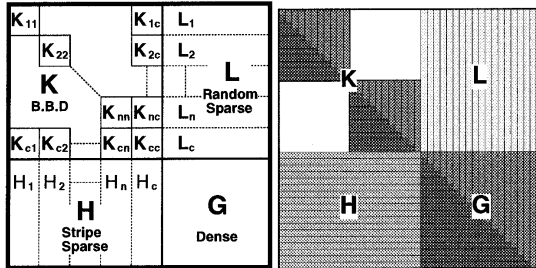 K11 K1c L1
K22 K2c L2
K L
B.B.D Random
Sparse
Knn Knc Ln
Kc1 Kc2 Kcn Kcc Lc
H1 H2 Hn Hc
H G
Stripe Dense
Sparse
K L
H G